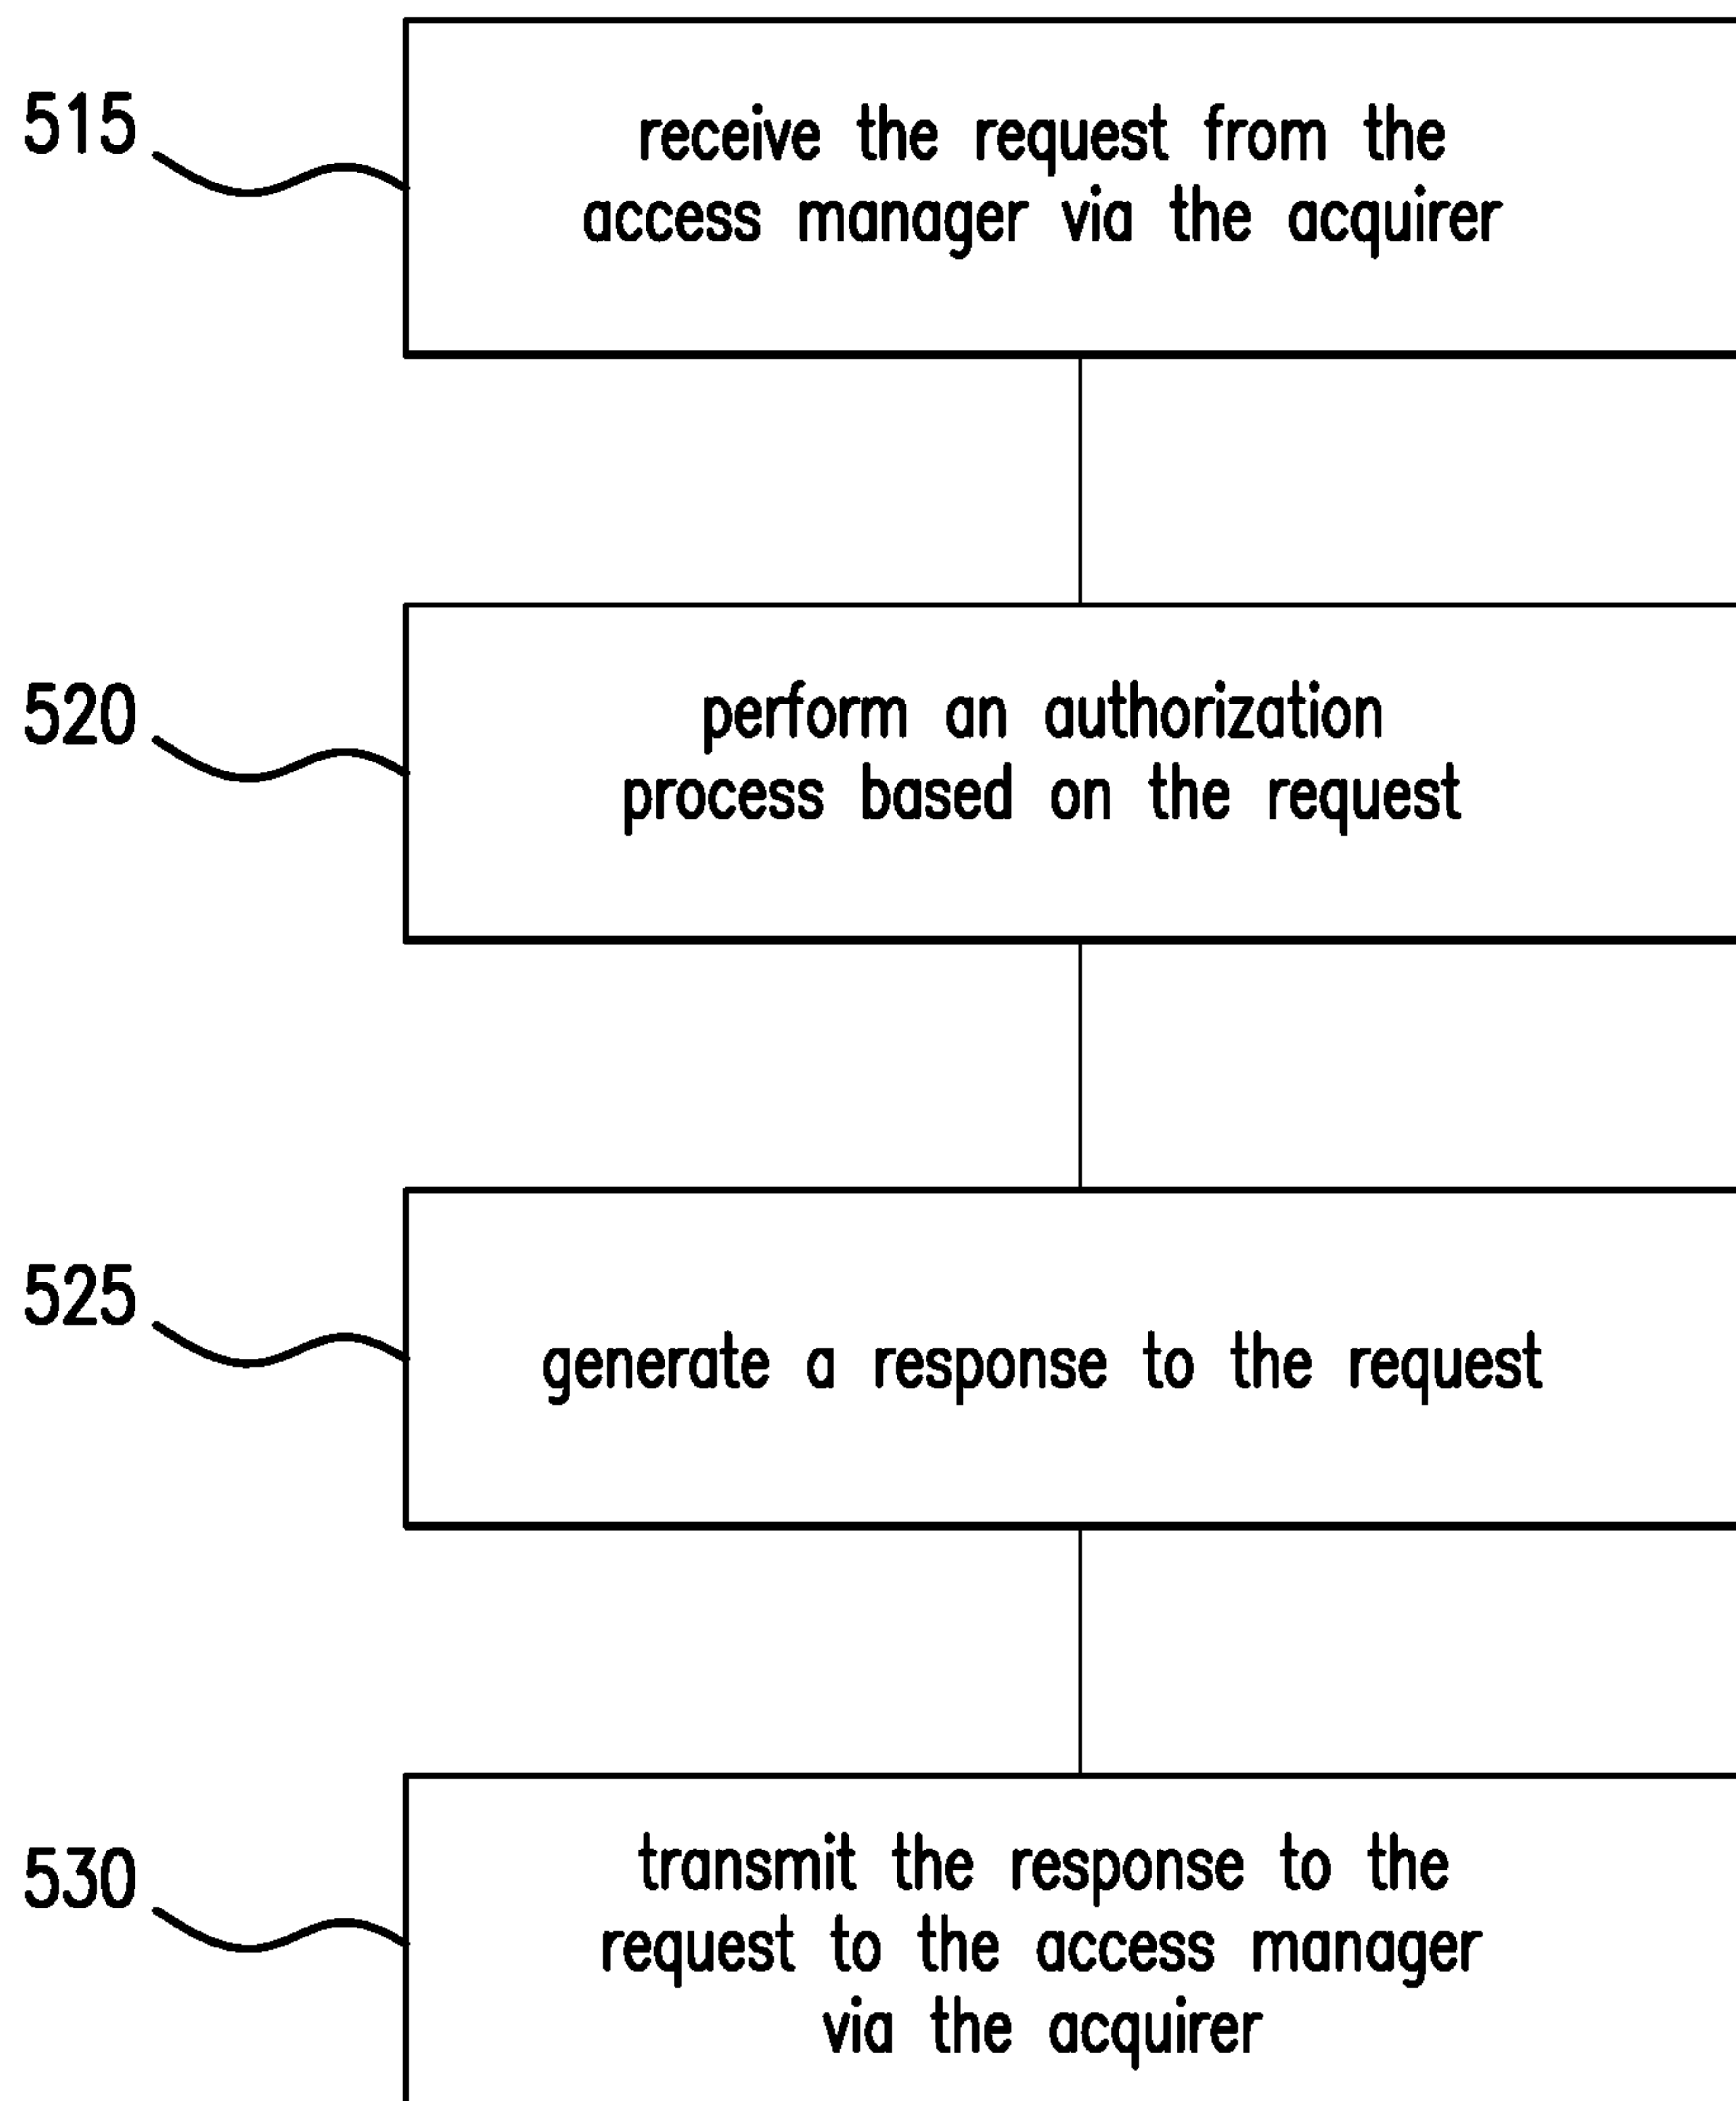 515
receive the request from the
access manager via the acquirer
520
perform an authorization
process based on the request
525
generate a response to the request
530
transmit the response to the
request to the access manager
via the acquirer